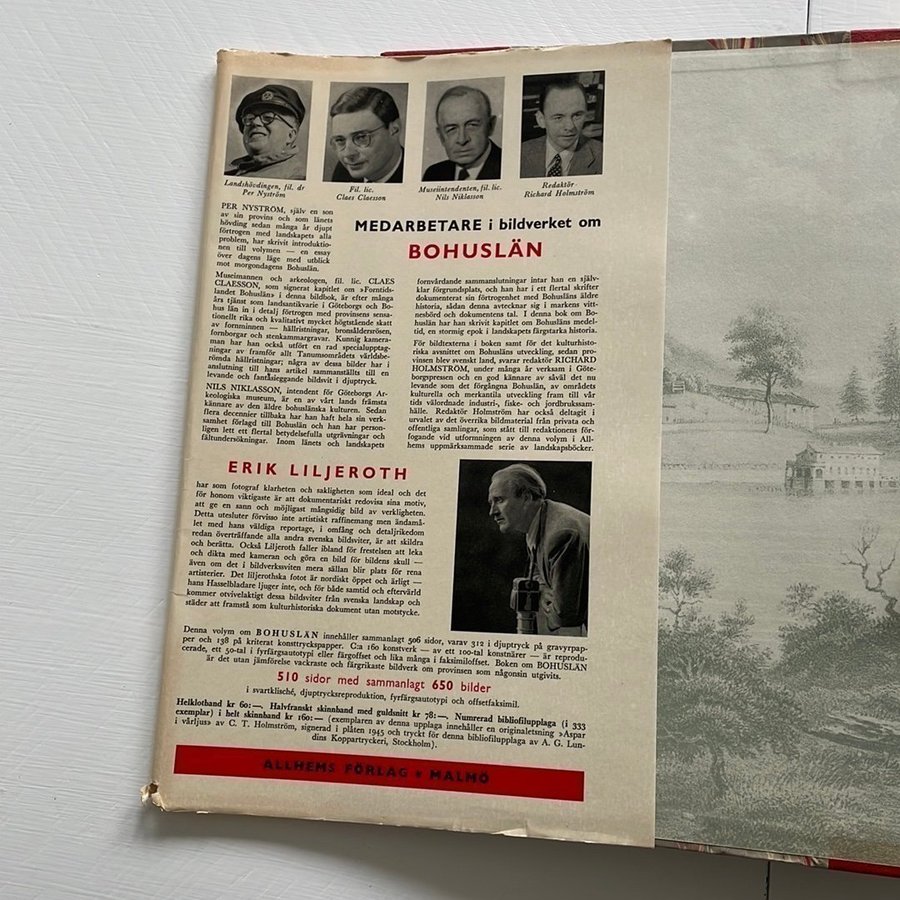 Landshövdingen, fil. dr
Per Nyström
Fil. lic.
Claes Claesson
Museiintendenten, fil. lic.
Nils Niklasson
Redaktör
Richard Holmström
MEDARBETARE i bildverket om
BOHUSLÄN
PER NYSTRÖM, själv en son
av sin provins och som länets
hövding sedan många år djupt
förtrogen med landskapets alla
problem, har skrivit introduktio-
nen till volymen — en essay
över dagens läge med utblick
mot morgondagens Bohuslän.
Museimannen och arkeologen, fil. lic. CLAES
CLAESSON, som signerat kapitlet om »Forntids-
landet Bohuslän» i denna bildbok, är efter många
års tjänst som landsantikvarie i Göteborgs och Bo-
hus län in i detalj förtrogen med provinsens sensa-
tionellt rika och kvalitativt mycket högtstående skatt
av fornminnen — hällristningar, bronsåldersrösen,
fornborgar och stenkammargravar. Kunnig kamera-
man har han också utfört en rad specialupptag-
ningar av framför allt Tanumsområdets världsbe-
römda hällristningar; några av dessa bilder har i
anslutning till hans artikel sammanställts till en
levande och fantasieggande bildsvit i djuptryck.
NILS NIKLASSON, intendent för Göteborgs Ar-
keologiska museum, är en av vårt lands främsta
kännare av den äldre bohuslänska kulturen. Sedan
flera decennier tillbaka har han haft hela sin verk-
samhet förlagd till Bohuslän och han har person-
ligen lett ett flertal betydelsefulla utgrävningar och
fältundersökningar. Inom länets och landskapets
fornvårdande sammanslutningar intar han en själv-
klar förgrundsplats, och han har i ett flertal skrifter
dokumenterat sin förtrogenhet med Bohusläns äldre
historia, sådan denna avtecknar sig i markens vitt-
nesbörd och dokumentens tal. I denna bok om Bo-
huslän har han skrivit kapitlet om Bohusläns medel-
tid, en stormig epok i landskapets färgstarka historia.
För bildtexterna i boken samt för det kulturhisto-
riska avsnittet om Bohusläns utveckling, sedan pro-
vinsen blev svenskt land, svarar redaktör RICHARD
HOLMSTRÖM, under många år verksam i Göte-
borgspressen och en god kännare av såväl det nu
levande som det förgångna Bohuslän, av områdets
kulturella och merkantila utveckling fram till vår
tids välordnade industri-, fiske- och jordbrukssam-
hälle. Redaktör Holmström har också deltagit i
urvalet av det överrika bildmaterial från privata och
offentliga samlingar, som stått till redaktionens för-
fogande vid utformningen av denna volym i All-
hems uppmärksammade serie av landskapsböcker.
ERIK LILJEROTH
har som fotograf klarheten och sakligheten som ideal och det
för honom viktigaste är att dokumentariskt redovisa sina motiv,
att ge en sann och möjligast mångsidig bild av verkligheten.
Detta utesluter förvisso inte artistiskt raffinemang men ändamå-
let med hans väldiga reportage, i omfång och detaljrikedom
redan överträffande alla andra svenska bildsviter, är att skildra
och berätta. Också Liljeroth faller ibland för frestelsen att leka
och dikta med kameran och göra en bild för bildens skull —
även om det i bildverkssviten mera sällan blir plats för rena
artisterier. Det liljerothska fotot är nordiskt öppet och ärligt —
hans Hasselbladare ljuger inte, och för både samtid och eftervärld
kommer otvivelaktigt dessa bildsviter från svenska landskap och
städer att framstå som kulturhistoriska dokument utan motstycke.
Denna volym om BOHUSLÄN innehåller sammanlagt 506 sidor, varav 312 i djuptryck på gravyrpap-
per och 138 på kriterat konsttryckspapper. C:a 160 konstverk — av ett 100-tal konstnärer — är reprodu-
cerade, ett 50-tal i fyrfärgsautotypi eller färgoffset och lika många i faksimiloffset. Boken om BOHUSLÄN
är det utan jämförelse vackraste och färgrikaste bildverk om provinsen som någonsin utgivits.
510 sidor med sammanlagt 650 bilder
i svartklisché, djuptrycksreproduktion, fyrfärgsautotypi och offsetfaksimil.
Helklotband kr 60:—, Halvfranskt skinnband med guldsnitt kr 78:—, Numrerad bibliofilupplaga (i 333
exemplar) i helt skinnband kr 160:— (exemplaren av denna upplaga innehåller en originaletsning »Aspar
i vårljus» av C. T. Holmström, signerad i plåten 1945 och tryckt för denna bibliofilupplaga av A. G. Lun-
dins Koppartryckeri, Stockholm).
ALLHEMS FÖRLAG • MALMÖ